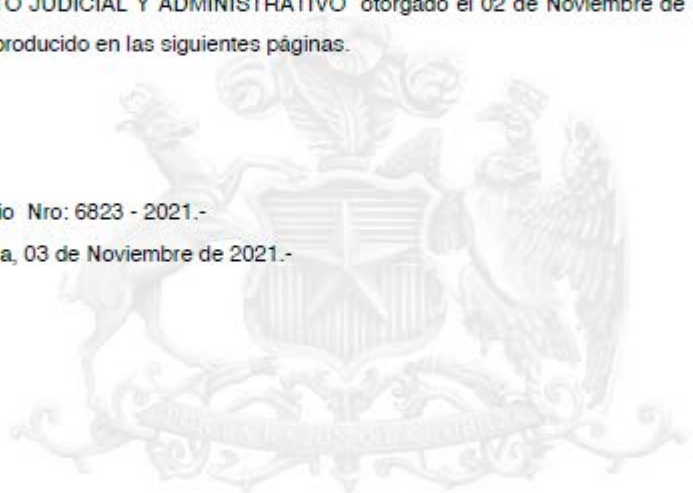 TO JUDICIAL Y ADMINISTRATIVO otorgado el 02 de Noviembre de
producido en las siguientes páginas.
io Nro: 6823 - 2021.-
a, 03 de Noviembre de 2021.-